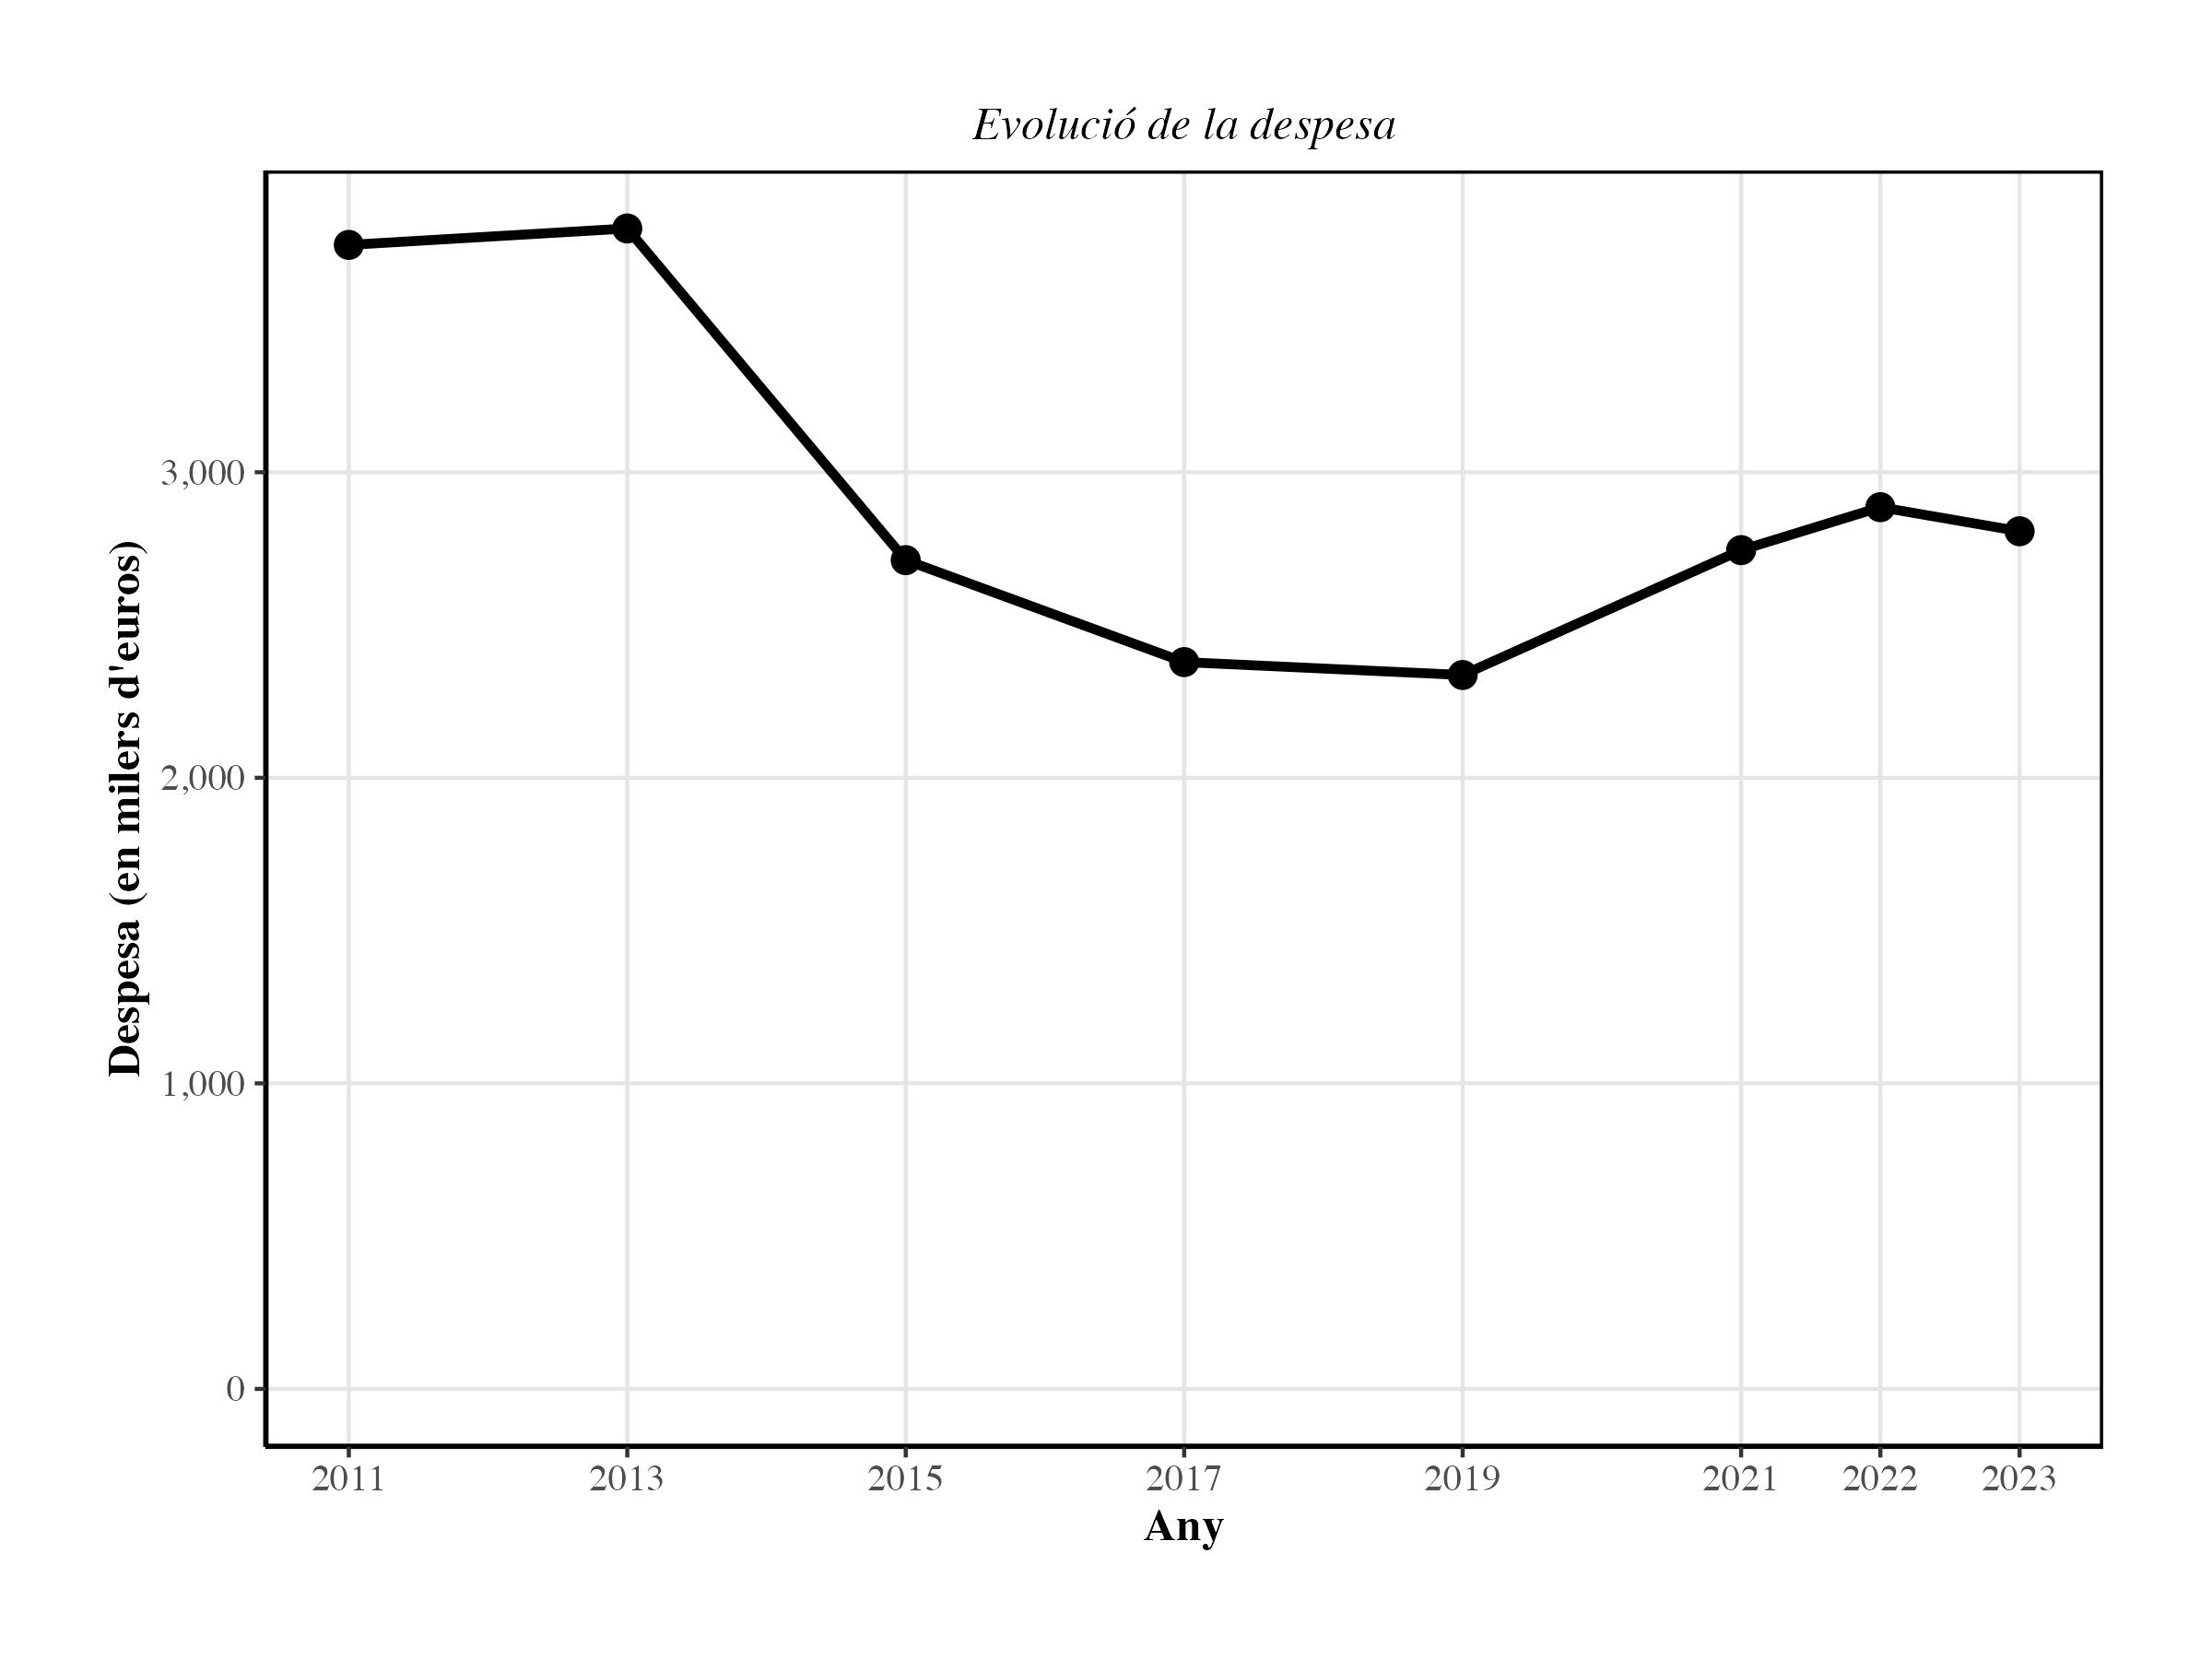 Evolució de la despesa
Despesa (en milers d'euros)
3,000
2,000
1,000
0
2011 2013 2015 2017 2019 2021 2022 2023
Any